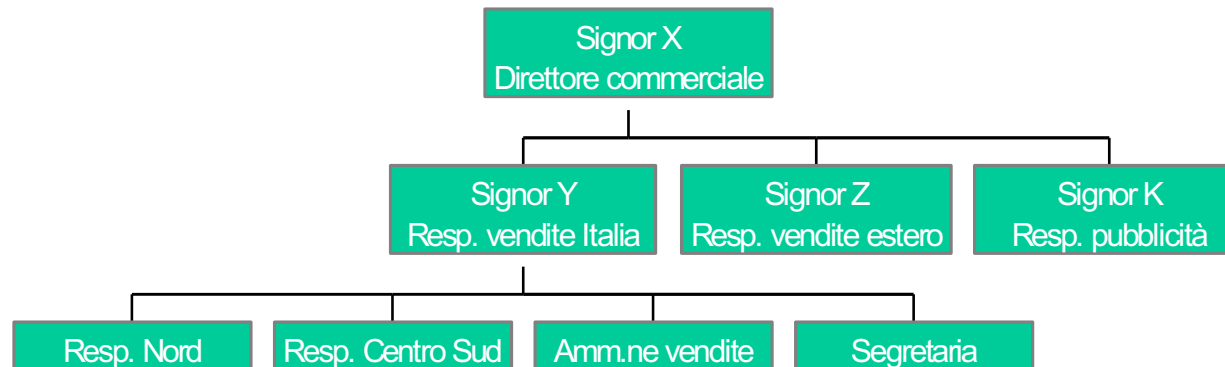 Signor X
Direttore commerciale
Signor Y
Resp. vendite Italia
Signor Z
Resp. vendite estero
Signor K
Resp. pubblicità
Resp. Nord
Resp. Centro Sud
Amm.ne vendite
Segretaria